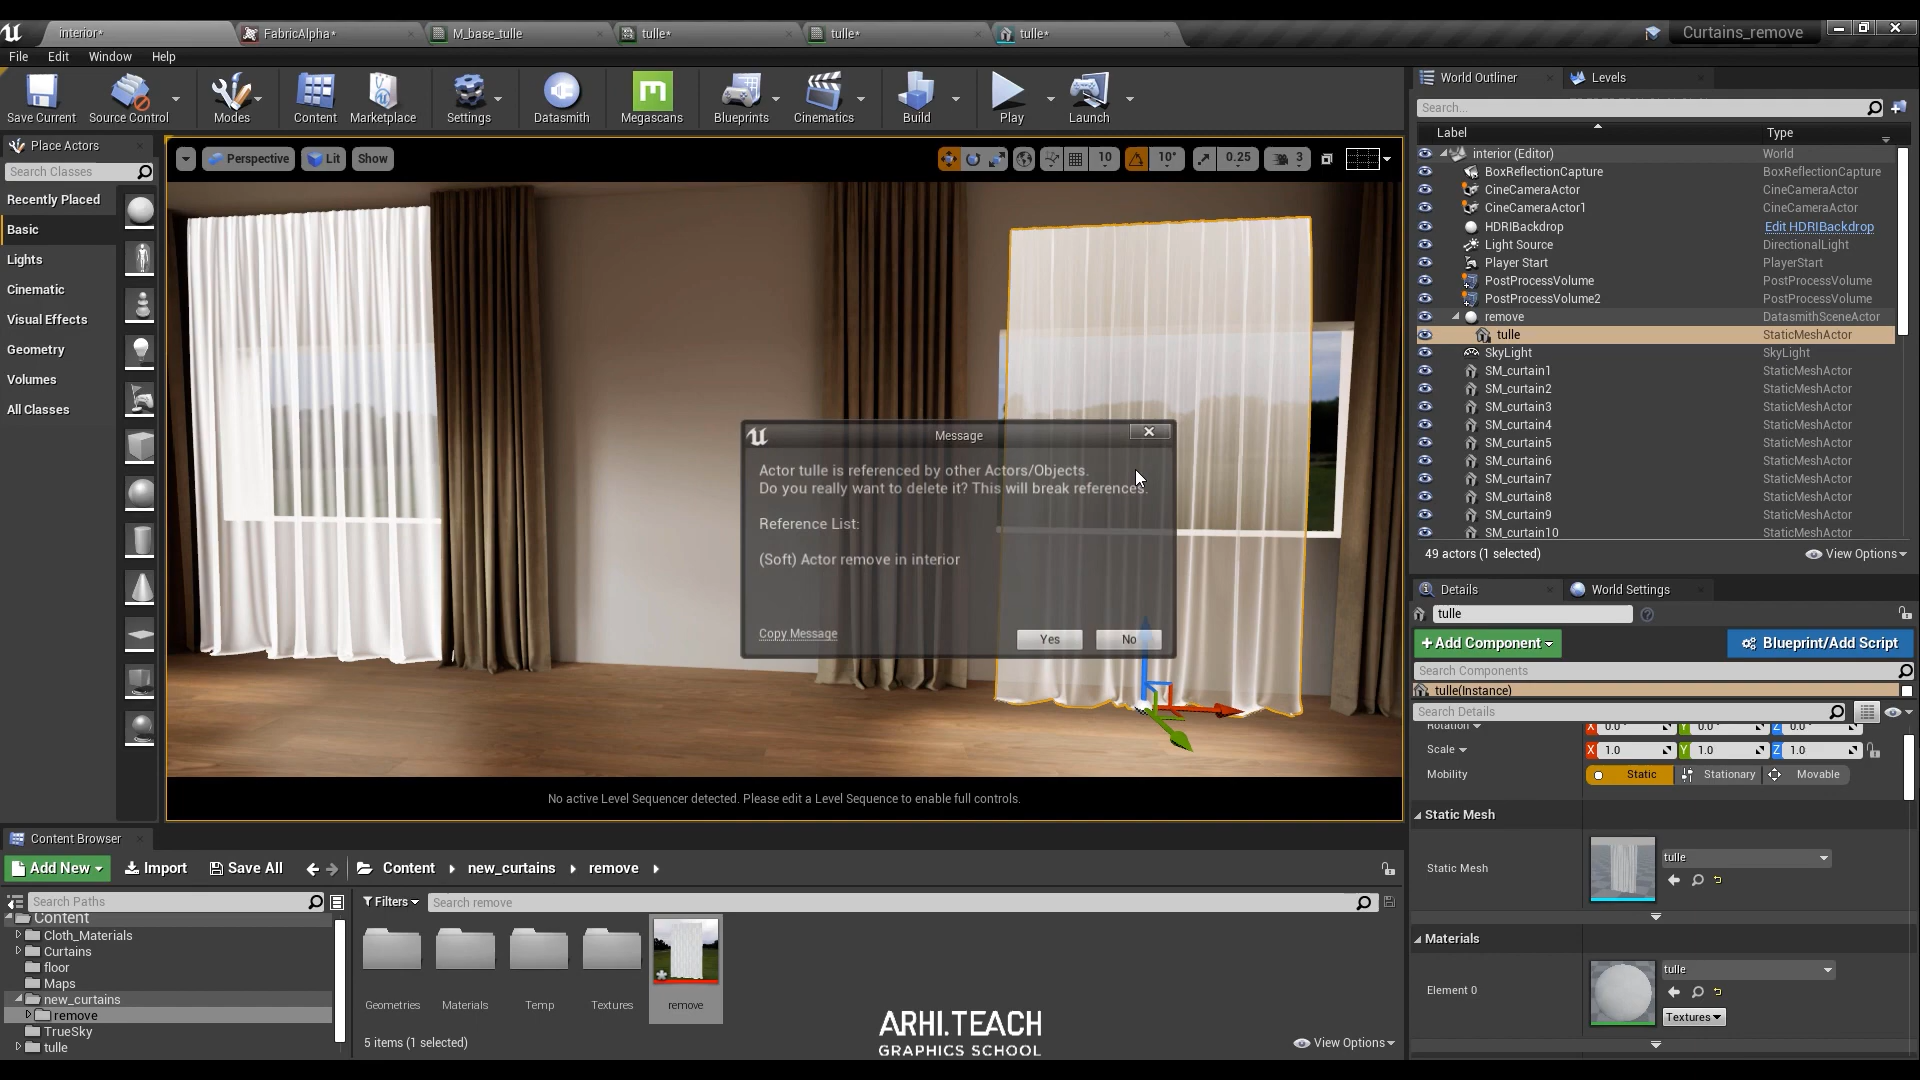 interior*
FabricAlpha*
M_base_tulle
tulle*
tulle*
tulle*
Curtains_remove
File
Edit
Window
Help
Save Current
Source Control
Modes
Content
Marketplace
Settings
Datasmith
Megascans
Blueprints
Cinematics
Build
Play
Launch
Place Actors
Search Classes
Recently Placed
Basic
Lights
Cinematic
Visual Effects
Geometry
Volumes
All Classes
Perspective
Lit
Show
10
10°
0.25
3
Message
Actor tulle is referenced by other Actors/Objects.
Do you really want to delete it? This will break references.
Reference List:
(Soft) Actor remove in interior
Copy Message
Yes
No
No active Level Sequencer detected. Please edit a Level Sequence to enable full controls.
World Outliner
Levels
Search...
Label
Type
interior (Editor) World
BoxReflectionCapture BoxReflectionCapture
CineCameraActor CineCameraActor
CineCameraActor1 CineCameraActor
HDRIBackdrop Edit HDRIBackdrop
Light Source DirectionalLight
Player Start PlayerStart
PostProcessVolume PostProcessVolume
PostProcessVolume2 PostProcessVolume
remove DatasmithSceneActor
tulle StaticMeshActor
SkyLight SkyLight
SM_curtain1 StaticMeshActor
SM_curtain2 StaticMeshActor
SM_curtain3 StaticMeshActor
SM_curtain4 StaticMeshActor
SM_curtain5 StaticMeshActor
SM_curtain6 StaticMeshActor
SM_curtain7 StaticMeshActor
SM_curtain8 StaticMeshActor
SM_curtain9 StaticMeshActor
SM_curtain10 StaticMeshActor
49 actors (1 selected)
View Options
Details
World Settings
tulle
+Add Component
Blueprint/Add Script
Search Components
tulle(Instance)
Search Details
Rotation X 0.0° Y 0.0° Z 0.0°
Scale X 1.0 Y 1.0 Z 1.0
Mobility Static Stationary Movable
Static Mesh
Static Mesh
tulle
Materials
Element 0
tulle
Textures
Content Browser
Add New
Import
Save All
Content
new_curtains
remove
Search Paths
Filters
Search remove
Content
Cloth_Materials
Curtains
floor
Maps
new_curtains
remove
TrueSky
tulle
Geometries
Materials
Temp
Textures
remove
5 items (1 selected)
View Options
ARHI.TEACH
GRAPHICS SCHOOL